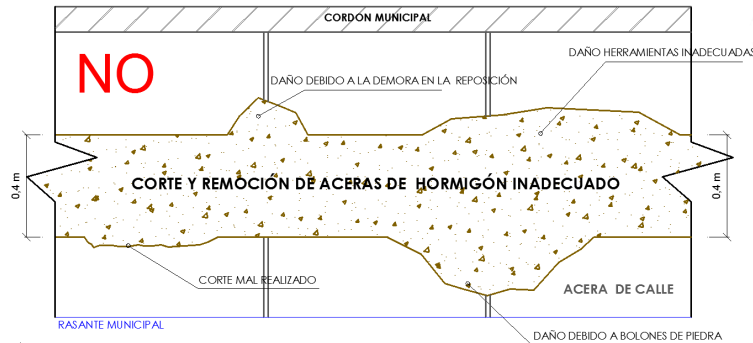 CORDON MUNICIPAL
NO
DAÑO HERRAMIENTAS INADECUADAS
DAÑO DEBIDO A LA DEMORA EN LA REPOSICIÓN
0,4 m
CORTE Y REMOCIÓN DE ACERAS DE HORMIGÓN INADECUADO
0,4 m
CORTE MAL REALIZADO
ACERA DE CALLE
RASANTE MUNICIPAL
DAÑO DEBIDO A BOLONES DE PIEDRA